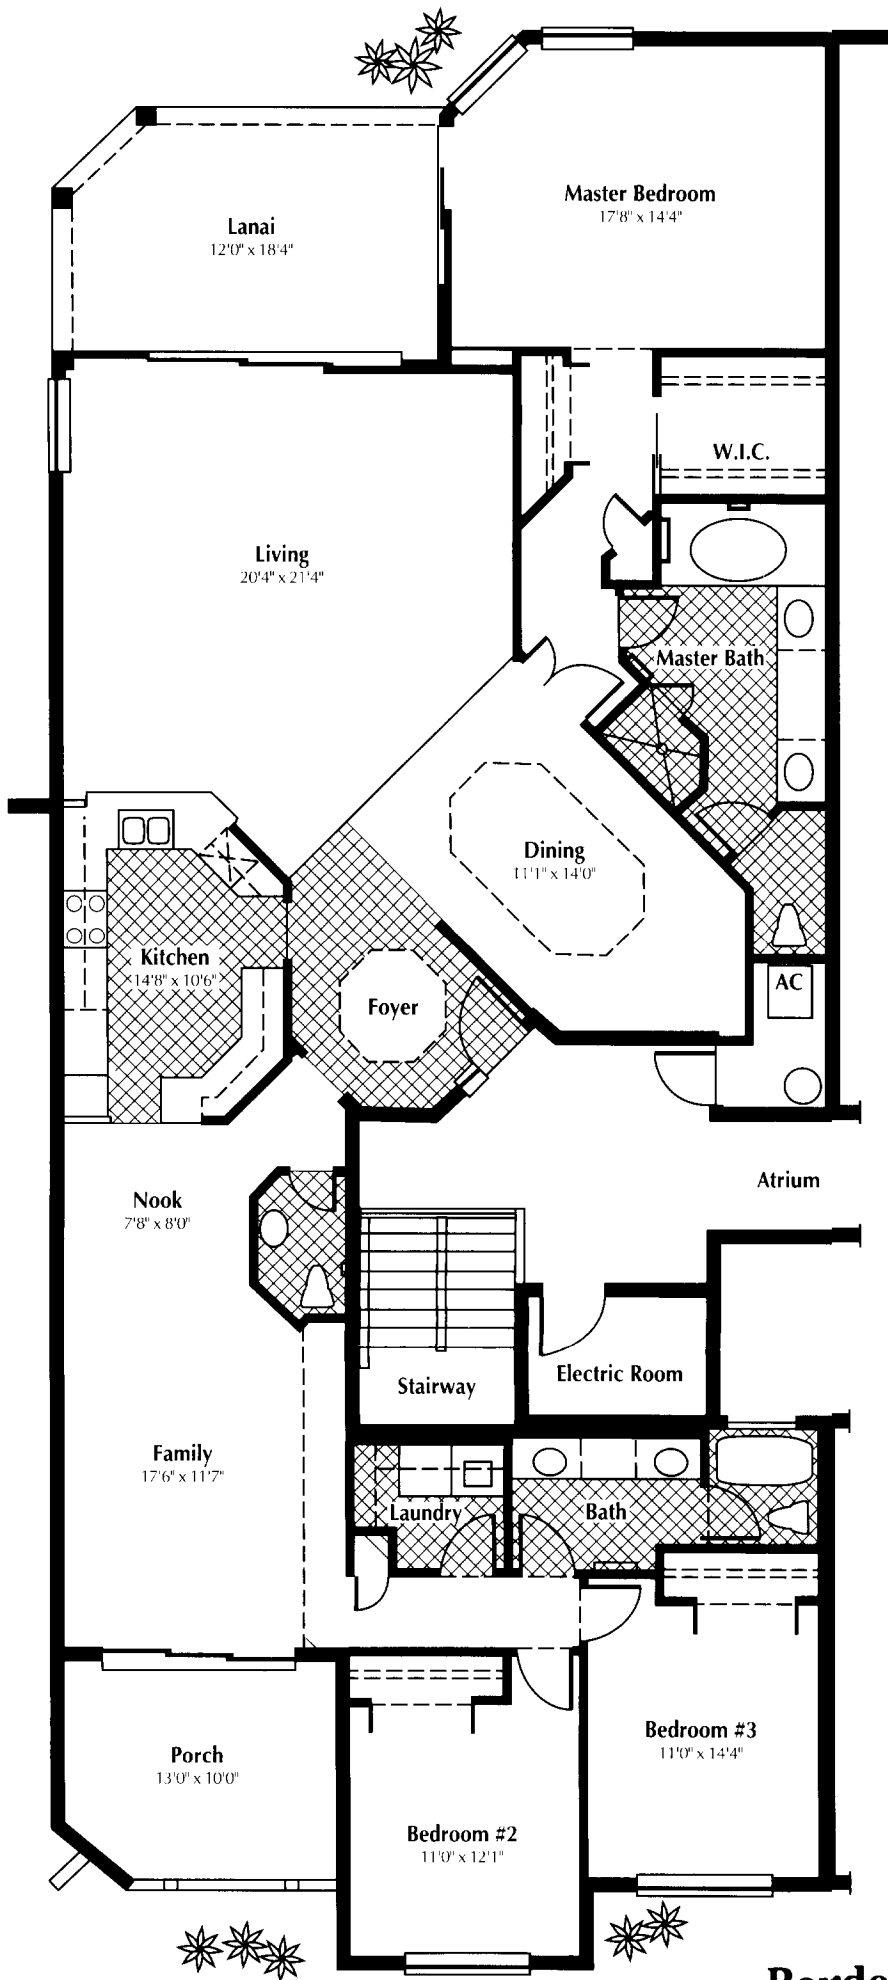 Master Bedroom
17'8" x 14'4"
Lanai
12'0" x 18'4"
W.I.C.
Living
20'4" x 21'4"
Master Bath
Dining
11'1" x 14'0"
Kitchen
14'8" x 10'6"
AC
Foyer
Atrium
Nook
7'8" x 8'0"
Electric Room
Stairway
Family
17'6" x 11'7"
Laundry
Bath
Bedroom #3
11'0" x 14'4"
Porch
13'0" x 10'0"
Bedroom #2
11'0" x 12'1"